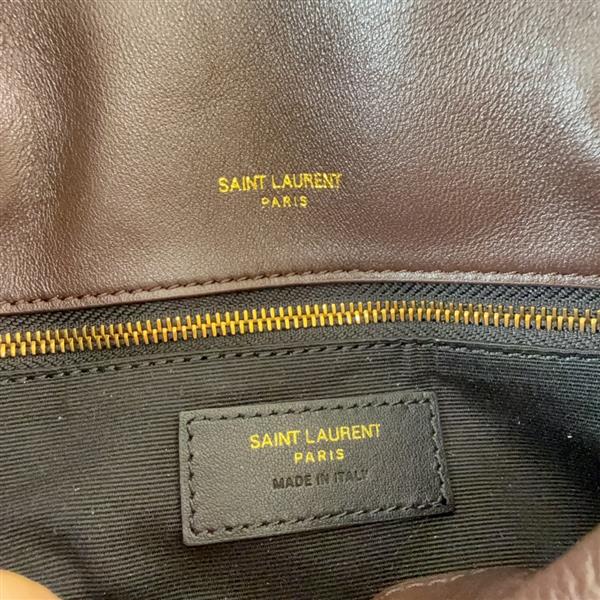 SAINT LAURENT
PARIS
SAINT LAURENT
PARIS
MADE IN ITALY